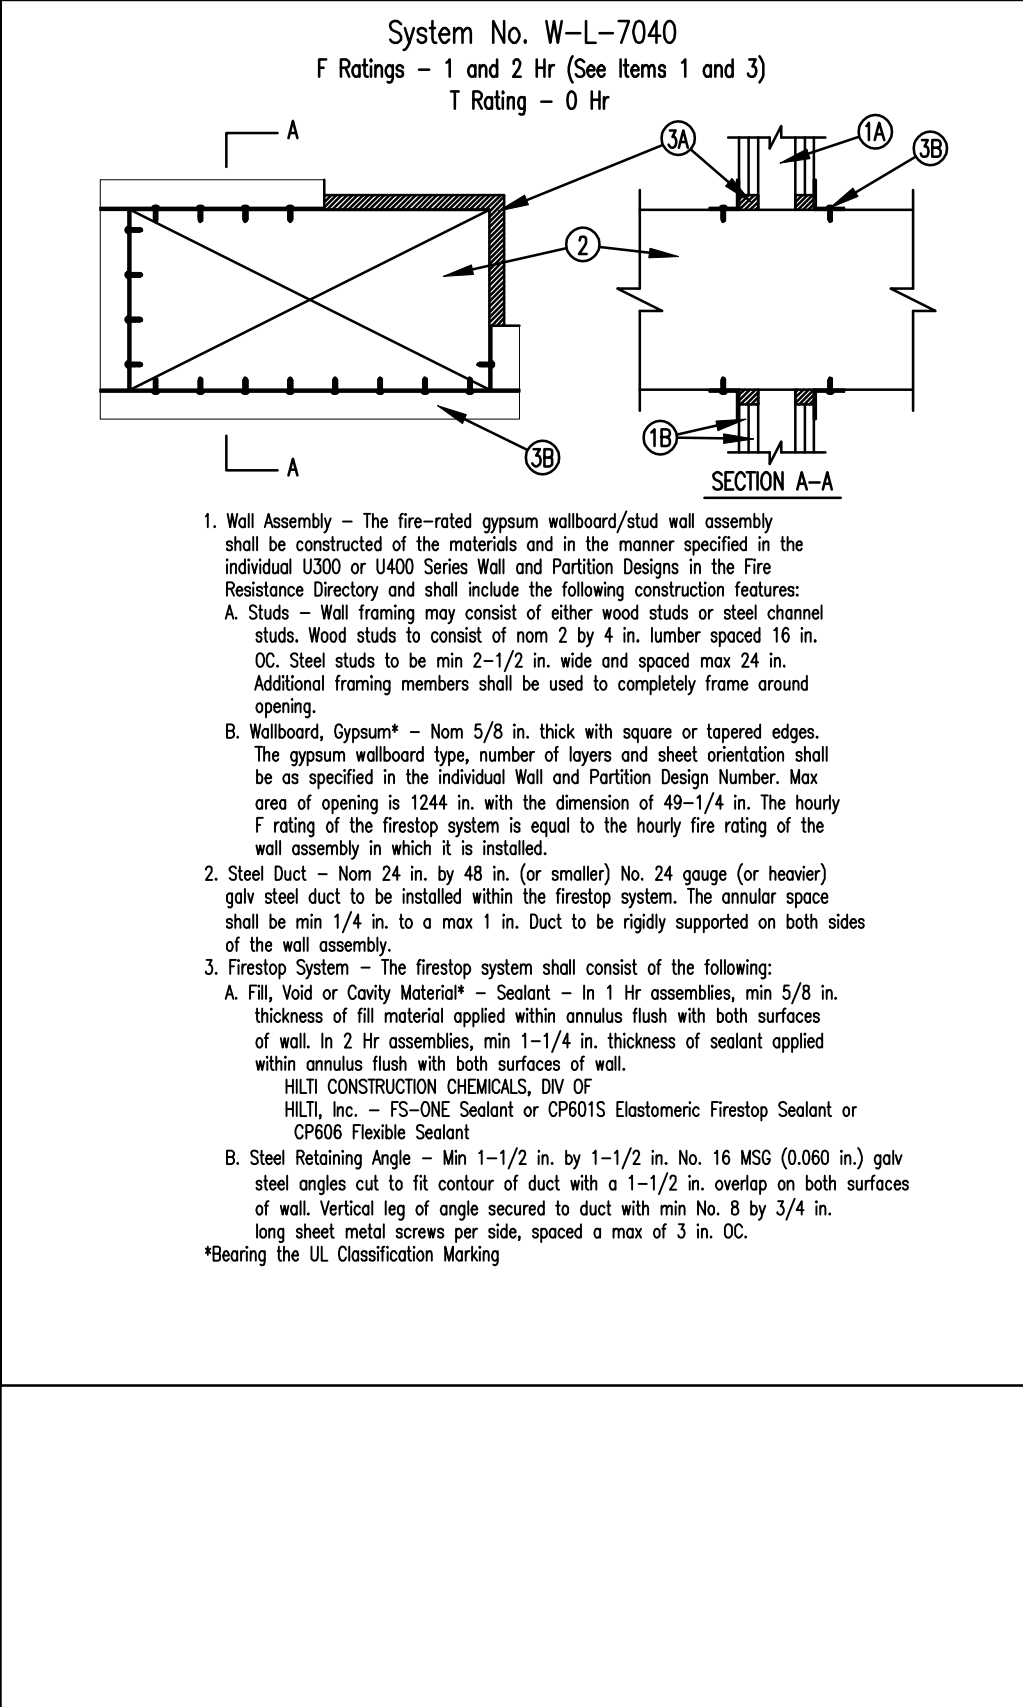 System No. W-L-7040
F Ratings - 1 and 2 Hr (See Items 1 and 3)
T Rating - 0 Hr
A
3A
1A
3B
2
A
3B
1B
SECTION A-A
1. Wall Assembly - The fire-rated gypsum wallboard/stud wall assembly
shall be constructed of the materials and in the manner specified in the
individual U300 or U400 Series Wall and Partition Designs in the Fire
Resistance Directory and shall include the following construction features:
A. Studs - Wall framing may consist of either wood studs or steel channel
studs. Wood studs to consist of nom 2 by 4 in. lumber spaced 16 in.
OC. Steel studs to be min 2-1/2 in. wide and spaced max 24 in.
Additional framing members shall be used to completely frame around
opening.
B. Wallboard, Gypsum* - Nom 5/8 in. thick with square or tapered edges.
The gypsum wallboard type, number of layers and sheet orientation shall
be as specified in the individual Wall and Partition Design Number. Max
area of opening is 1244 in. with the dimension of 49-1/4 in. The hourly
F rating of the firestop system is equal to the hourly fire rating of the
wall assembly in which it is installed.
2. Steel Duct - Nom 24 in. by 48 in. (or smaller) No. 24 gauge (or heavier)
galv steel duct to be installed within the firestop system. The annular space
shall be min 1/4 in. to a max 1 in. Duct to be rigidly supported on both sides
of the wall assembly.
3. Firestop System - The firestop system shall consist of the following:
A. Fill, Void or Cavity Material* - Sealant - In 1 Hr assemblies, min 5/8 in.
thickness of fill material applied within annulus flush with both surfaces
of wall. In 2 Hr assemblies, min 1-1/4 in. thickness of sealant applied
within annulus flush with both surfaces of wall.
HILTI CONSTRUCTION CHEMICALS, DIV OF
HILTI, Inc. - FS-ONE Sealant or CP601S Elastomeric Firestop Sealant or
CP606 Flexible Sealant
B. Steel Retaining Angle - Min 1-1/2 in. by 1-1/2 in. No. 16 MSG (0.060 in.) galv
steel angles cut to fit contour of duct with a 1-1/2 in. overlap on both surfaces
of wall. Vertical leg of angle secured to duct with min No. 8 by 3/4 in.
long sheet metal screws per side, spaced a max of 3 in. OC.
*Bearing the UL Classification Marking